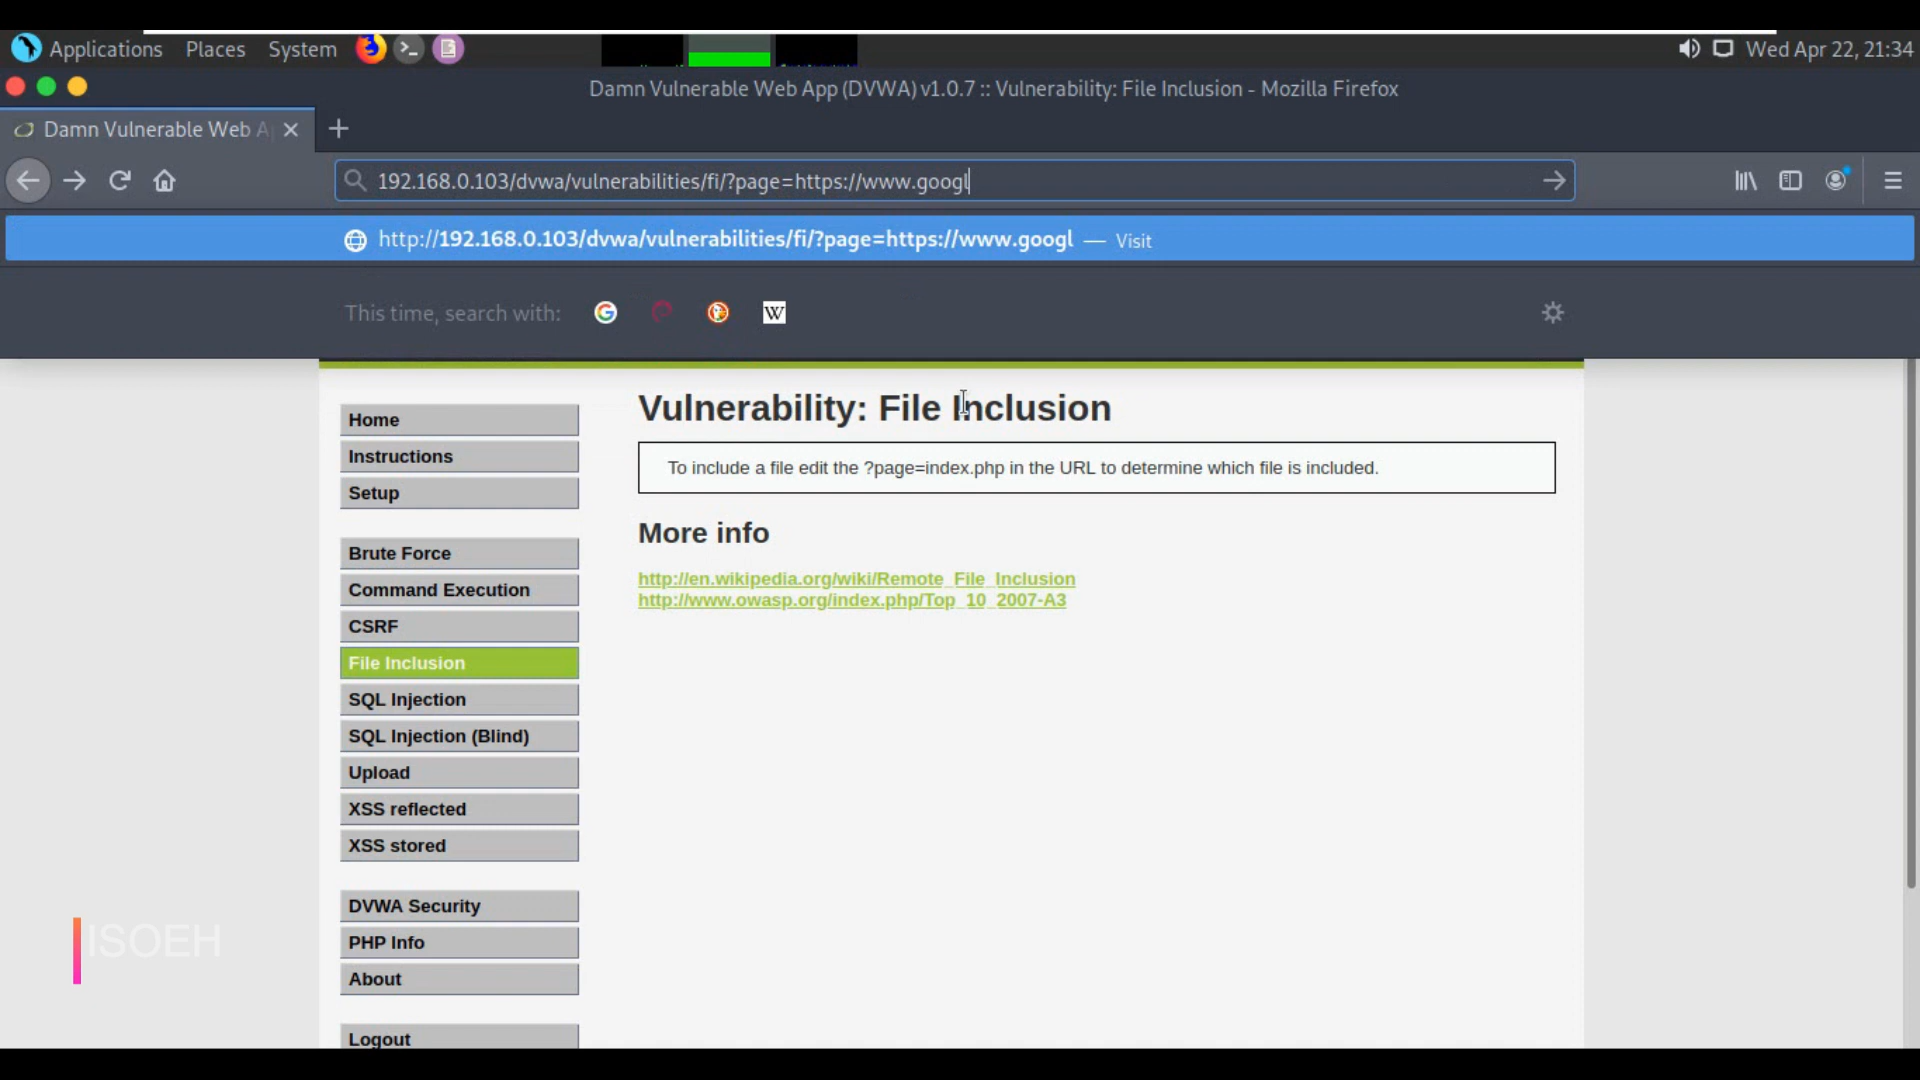 Applications Places System Wed Apr 22, 21:34
Damn Vulnerable Web App (DVWA) v1.0.7 :: Vulnerability: File Inclusion - Mozilla Firefox
Damn Vulnerable Web A
192.168.0.103/dvwa/vulnerabilities/fi/?page=https://www.googl
http://192.168.0.103/dvwa/vulnerabilities/fi/?page=https://www.googl — Visit
This time, search with: G W
Vulnerability: File Inclusion
To include a file edit the ?page=index.php in the URL to determine which file is included.
More info
http://en.wikipedia.org/wiki/Remote_File_Inclusion
http://www.owasp.org/index.php/Top_10_2007-A3
Home
Instructions
Setup
Brute Force
Command Execution
CSRF
File Inclusion
SQL Injection
SQL Injection (Blind)
Upload
XSS reflected
XSS stored
DVWA Security
PHP Info
About
Logout
ISOEH